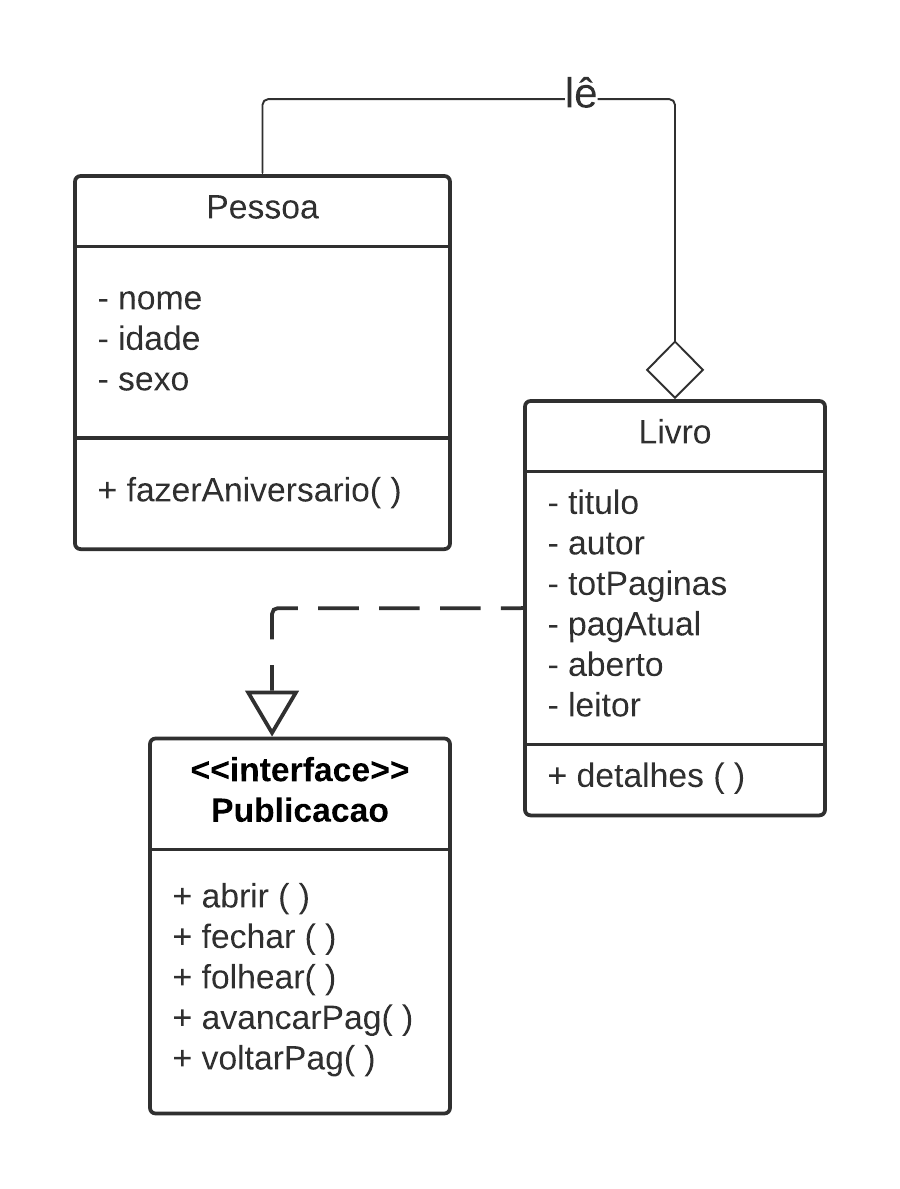 lê
Pessoa
- nome
- idade
- sexo
+ fazerAniversario( )
Livro
- titulo
- autor
- totPaginas
- pagAtual
- aberto
- leitor
+ detalhes ( )
<<interface>>
Publicacao
+ abrir ( )
+ fechar ( )
+ folhear( )
+ avancarPag( )
+ voltarPag( )